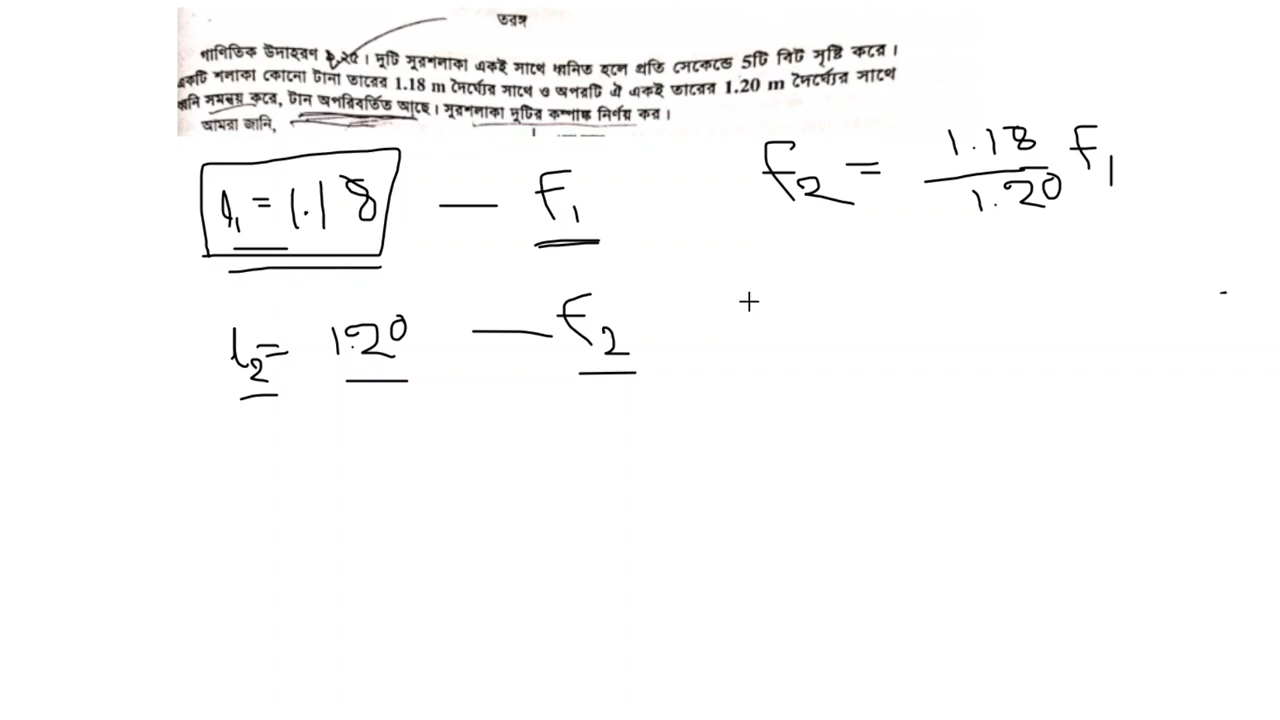 তরঙ্গ
গাণিতিক উদাহরণ ৯.২৫। দুটি সুরশলাকা একই সাথে ধ্বনিত হলে প্রতি সেকেন্ডে 5টি বিট সৃষ্টি করে।
একটি শলাকা কোনো টানা তারের 1.18 m দৈর্ঘ্যের সাথে ও অপরটি ঐ একই তারের 1.20 m দৈর্ঘ্যের সাথে
ধ্বনি সমন্বয় করে, টান অপরিবর্তিত আছে। সুরশলাকা দুটির কম্পাঙ্ক নির্ণয় কর।
আমরা জানি,
l₁ = 1.18 — f₁
f₂ = 1.18/1.20 f₁
l₂ = 1.20 — f₂